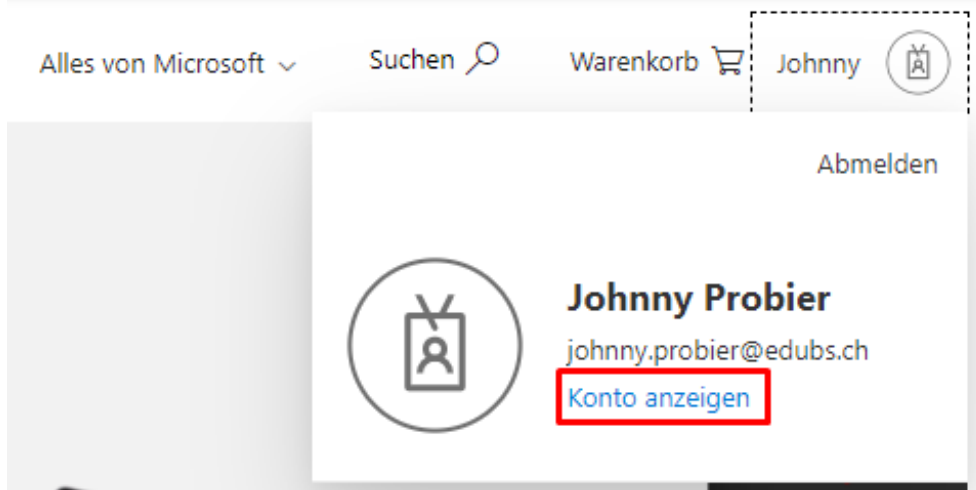 Alles von Microsoft Suchen Warenkorb Johnny
Abmelden
Johnny Probier
johnny.probier@edubs.ch
Konto anzeigen